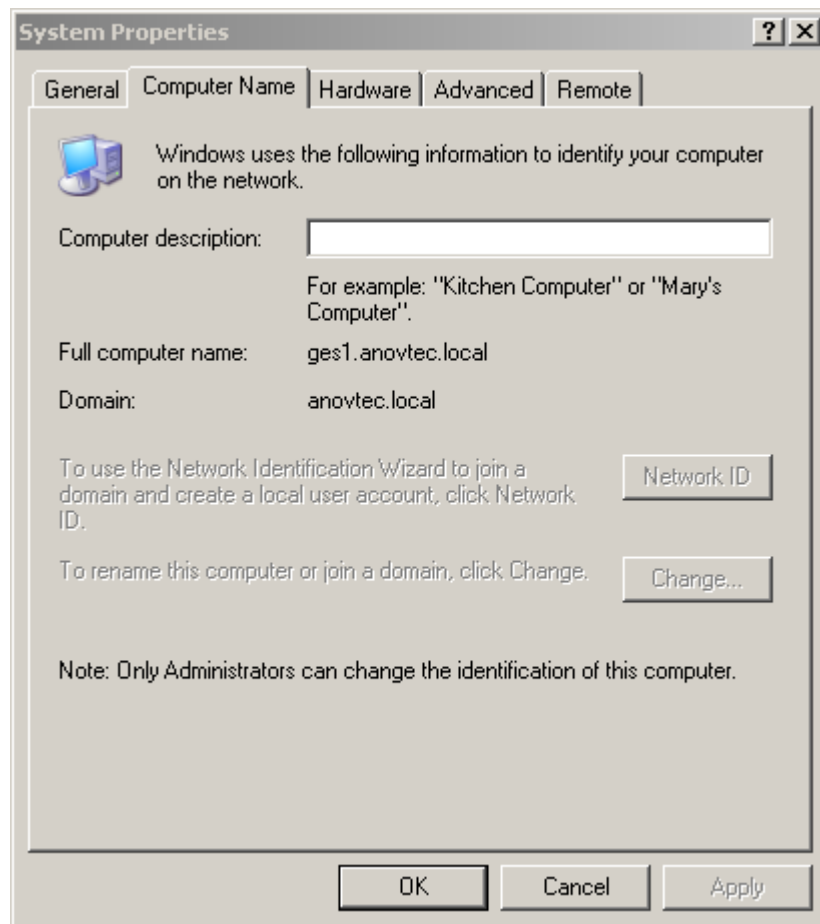 System Properties
General Computer Name Hardware Advanced Remote
Windows uses the following information to identify your computer
on the network.
Computer description:
For example: "Kitchen Computer" or "Mary's
Computer".
Full computer name: ges1.anovtec.local
Domain: anovtec.local
To use the Network Identification Wizard to join a
domain and create a local user account, click Network
ID.
Network ID
To rename this computer or join a domain, click Change.
Change...
Note: Only Administrators can change the identification of this computer.
OK Cancel Apply